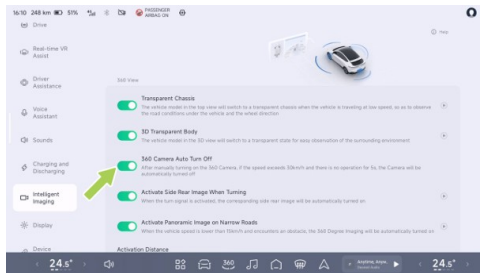 16:10 248 km 51% PASSENGER
AIRBAG ON
Drive
Real-time VR
Assist
Driver
Assistance
Voice
Assistant
Sounds
Charging and
Discharging
Intelligent
Imaging
Display
Device
360 View
Transparent Chassis
The vehicle model in the top view will switch to a transparent chassis when the vehicle is traveling at low speed, so as to observe
the road conditions under the vehicle and the wheel direction
3D Transparent Body
The vehicle model in the 3D view will switch to a transparent state for easy observation of the surrounding environment
360 Camera Auto Turn Off
After manually turning on the 360 Camera, if the speed exceeds 30km/h and there is no operation for 5s, the Camera will be
automatically turned off
Activate Side Rear Image When Turning
When the turn signal is activated, the corresponding side rear image will be automatically turned on
Activate Panoramic Image on Narrow Roads
When the vehicle speed is lower than 10km/h and encounters an obstacle, the 360 Degree Imaging will be automatically turned on
Activation Distance
24.5°
360
Anytime, Anyw..
24.5°